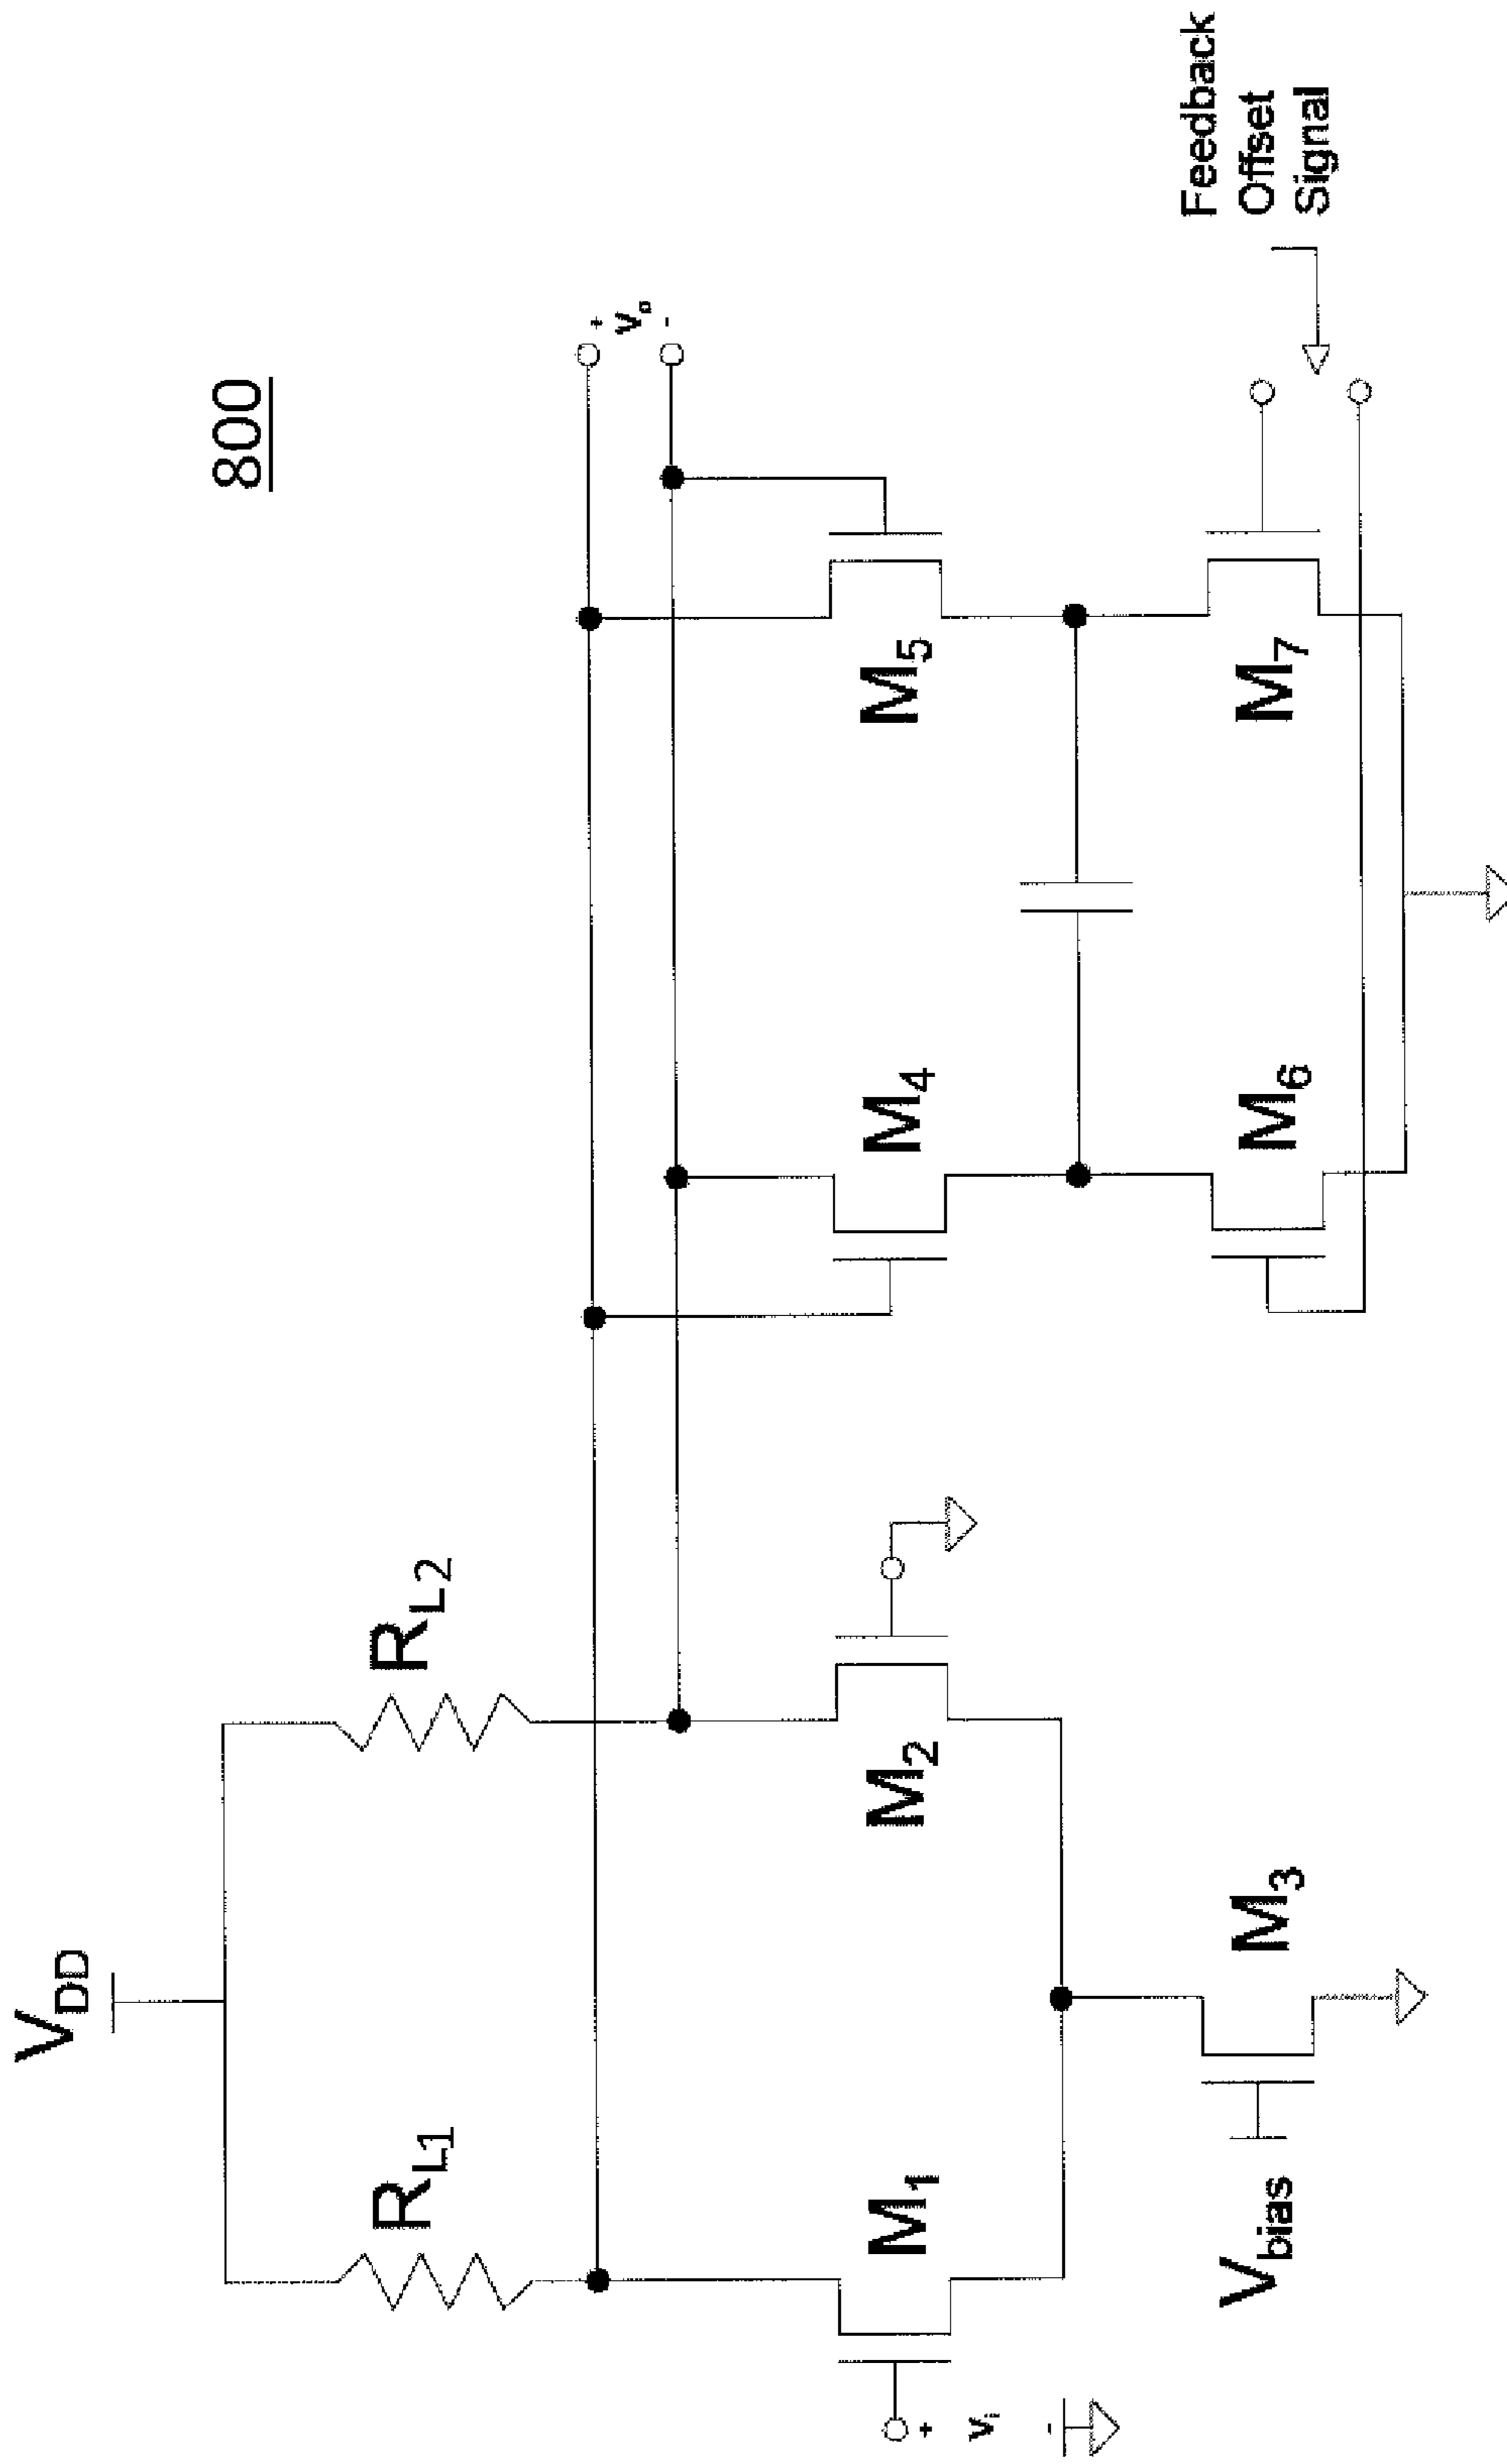 800
V_DD
R_L1
R_L2
+
v_o
-
M_1
M_2
M_4
M_5
+
v_i
-
V_bias
M_3
M_6
M_7
Feedback
Offset
Signal